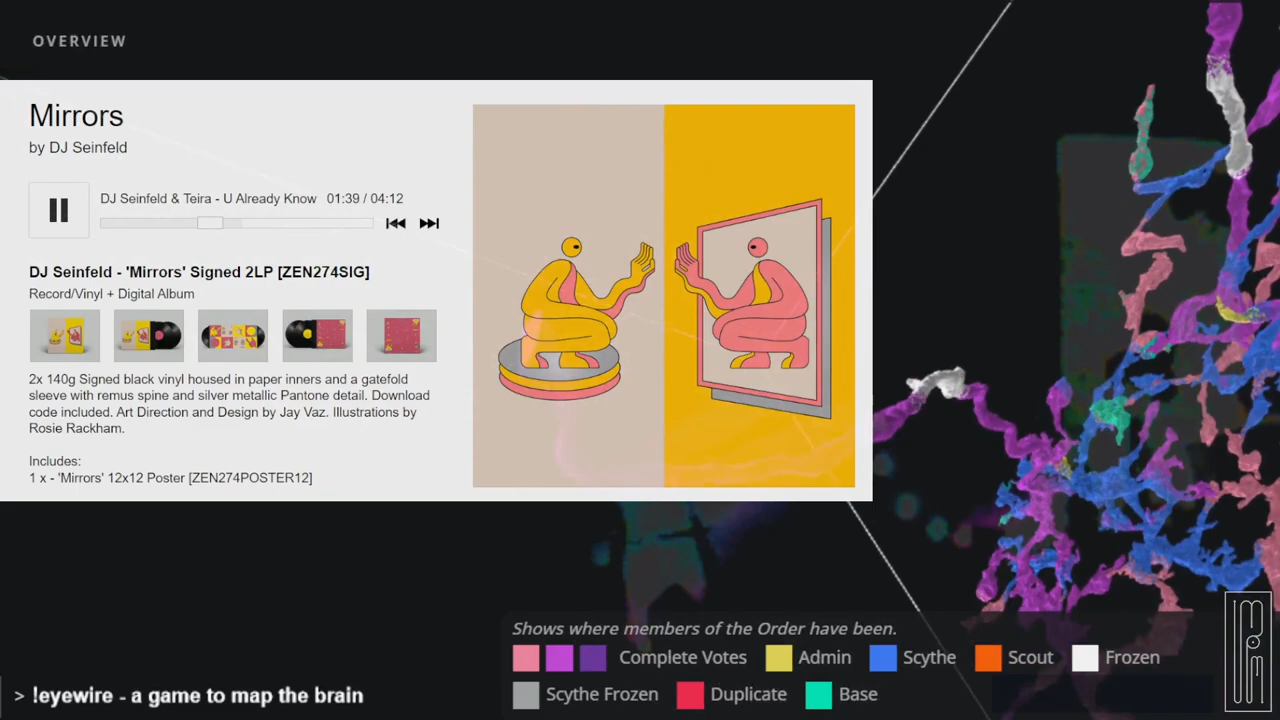 OVERVIEW
Mirrors
by DJ Seinfeld
DJ Seinfeld & Teira - U Already Know 01:39 / 04:12
DJ Seinfeld - 'Mirrors' Signed 2LP [ZEN274SIG]
Record/Vinyl + Digital Album
2x 140g Signed black vinyl housed in paper inners and a gatefold
sleeve with remus spine and silver metallic Pantone detail. Download
code included. Art Direction and Design by Jay Vaz. Illustrations by
Rosie Rackham.
Includes:
1 x - 'Mirrors' 12x12 Poster [ZEN274POSTER12]
Shows where members of the Order have been.
Complete Votes Admin Scythe Scout Frozen
Scythe Frozen Duplicate Base
> !eyewire - a game to map the brain